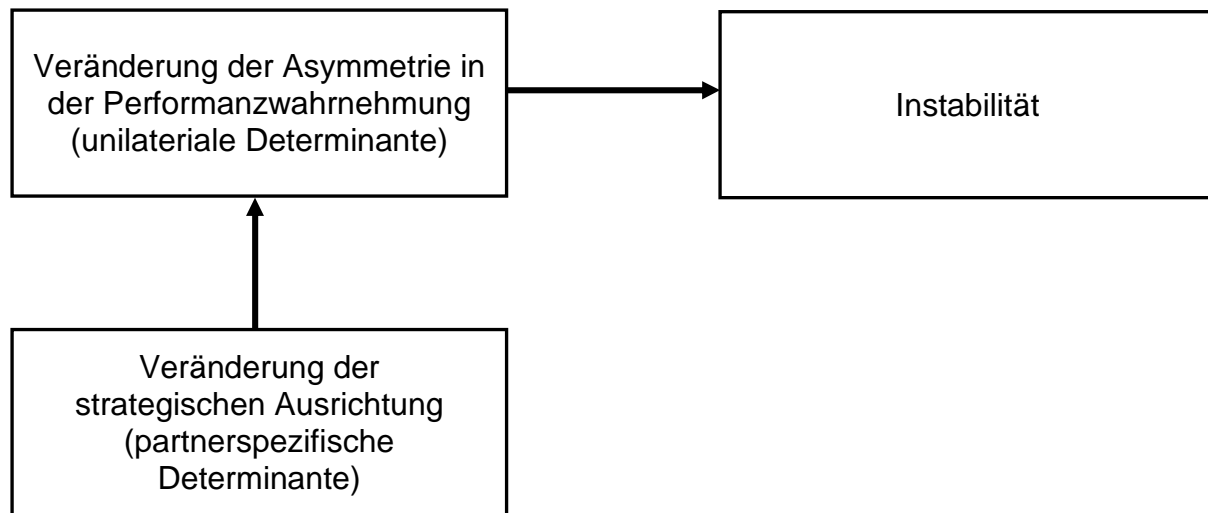 Veränderung der Asymmetrie in
der Performanzwahrnehmung
(unilateriale Determinante)
Instabilität
Veränderung der
strategischen Ausrichtung
(partnerspezifische
Determinante)